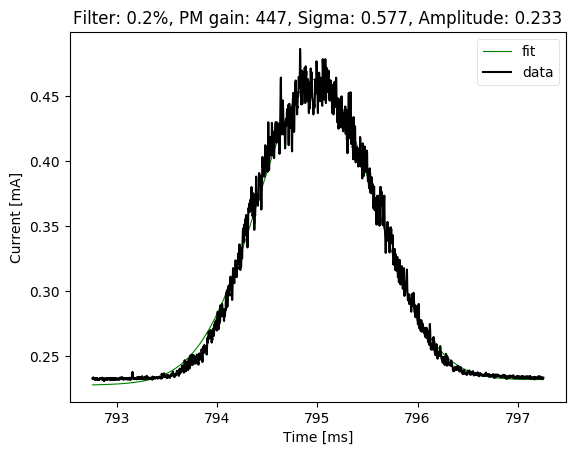 Filter: 0.2%, PM gain: 447, Sigma: 0.577, Amplitude: 0.233
fit
data
0.45
0.40
0.35
0.30
0.25
Current [mA]
793
794
795
796
797
Time [ms]